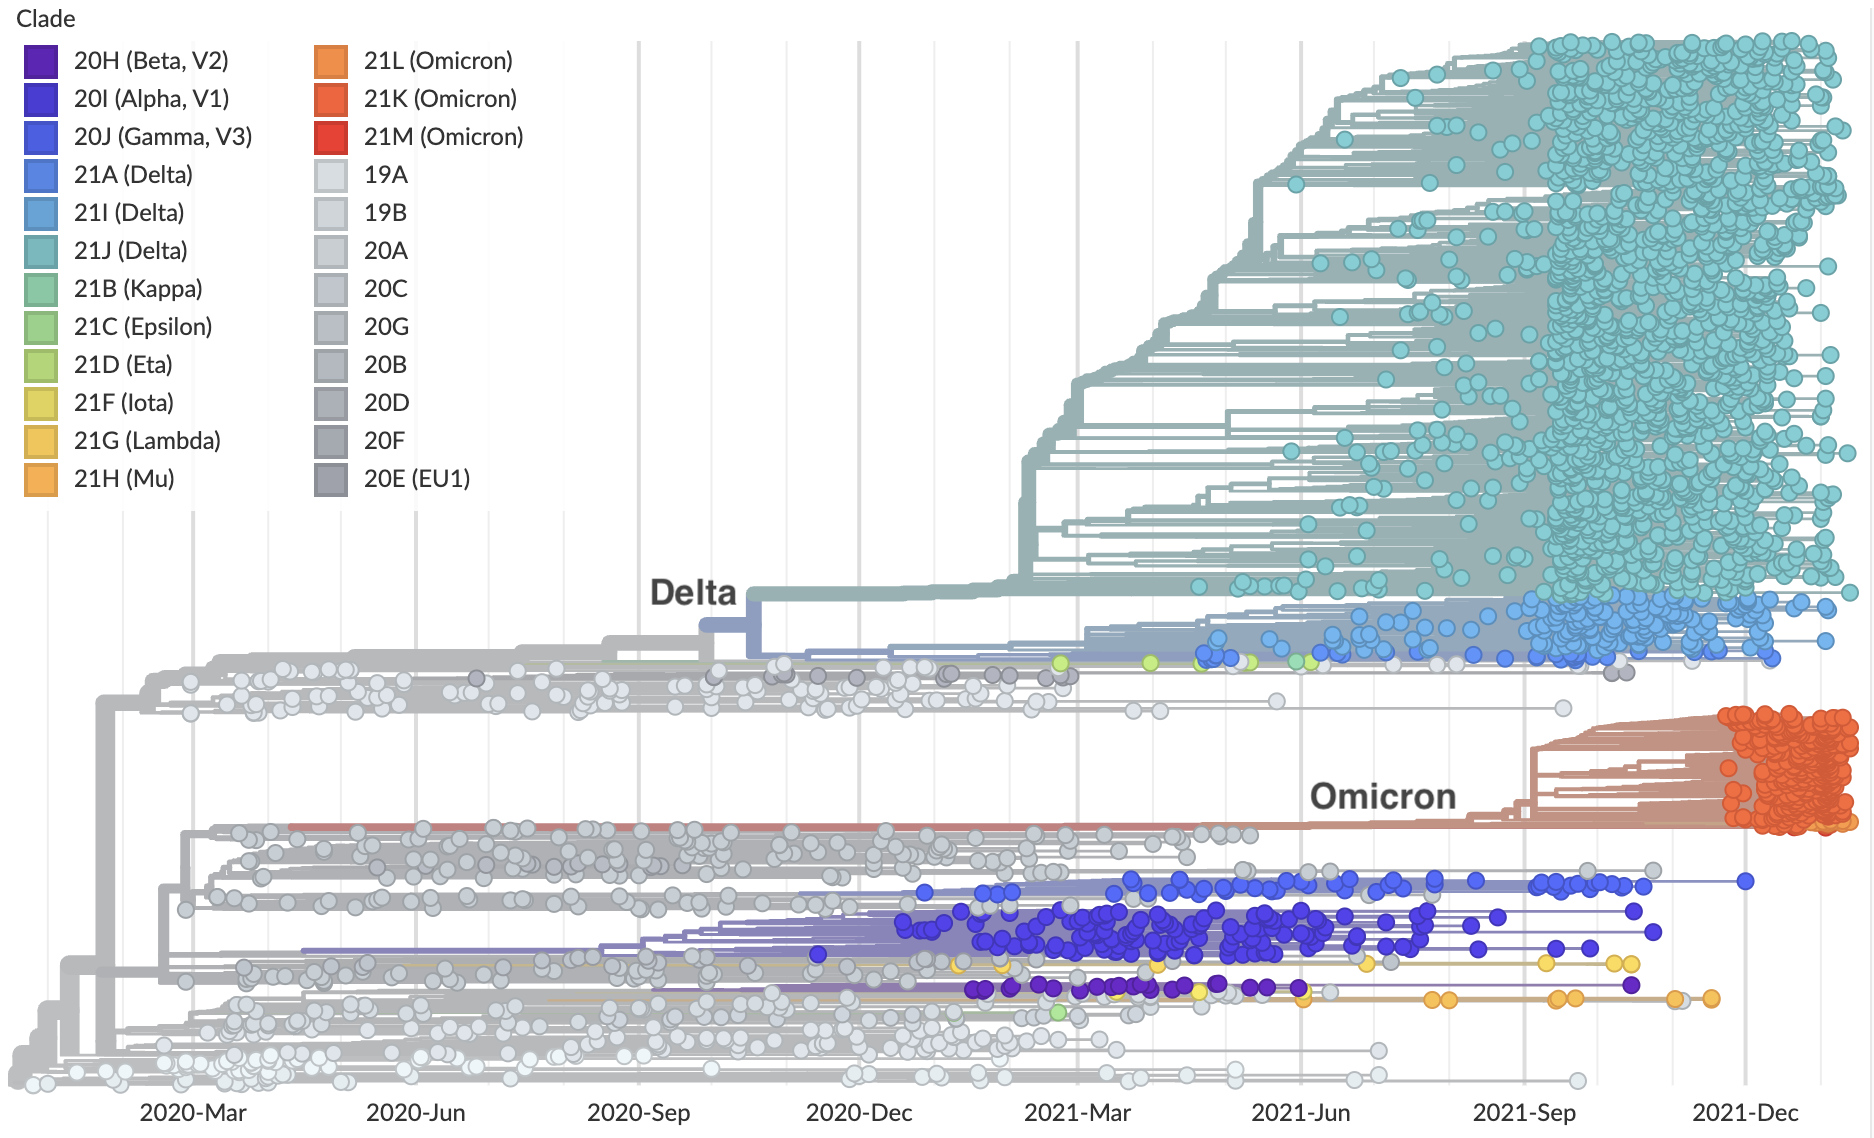 Clade
20H (Beta, V2)
20I (Alpha, V1)
20J (Gamma, V3)
21A (Delta)
21I (Delta)
21J (Delta)
21B (Kappa)
21C (Epsilon)
21D (Eta)
21F (Iota)
21G (Lambda)
21H (Mu)
21L (Omicron)
21K (Omicron)
21M (Omicron)
19A
19B
20A
20C
20G
20B
20D
20F
20E (EU1)
Delta
Omicron
2020-Mar
2020-Jun
2020-Sep
2020-Dec
2021-Mar
2021-Jun
2021-Sep
2021-Dec